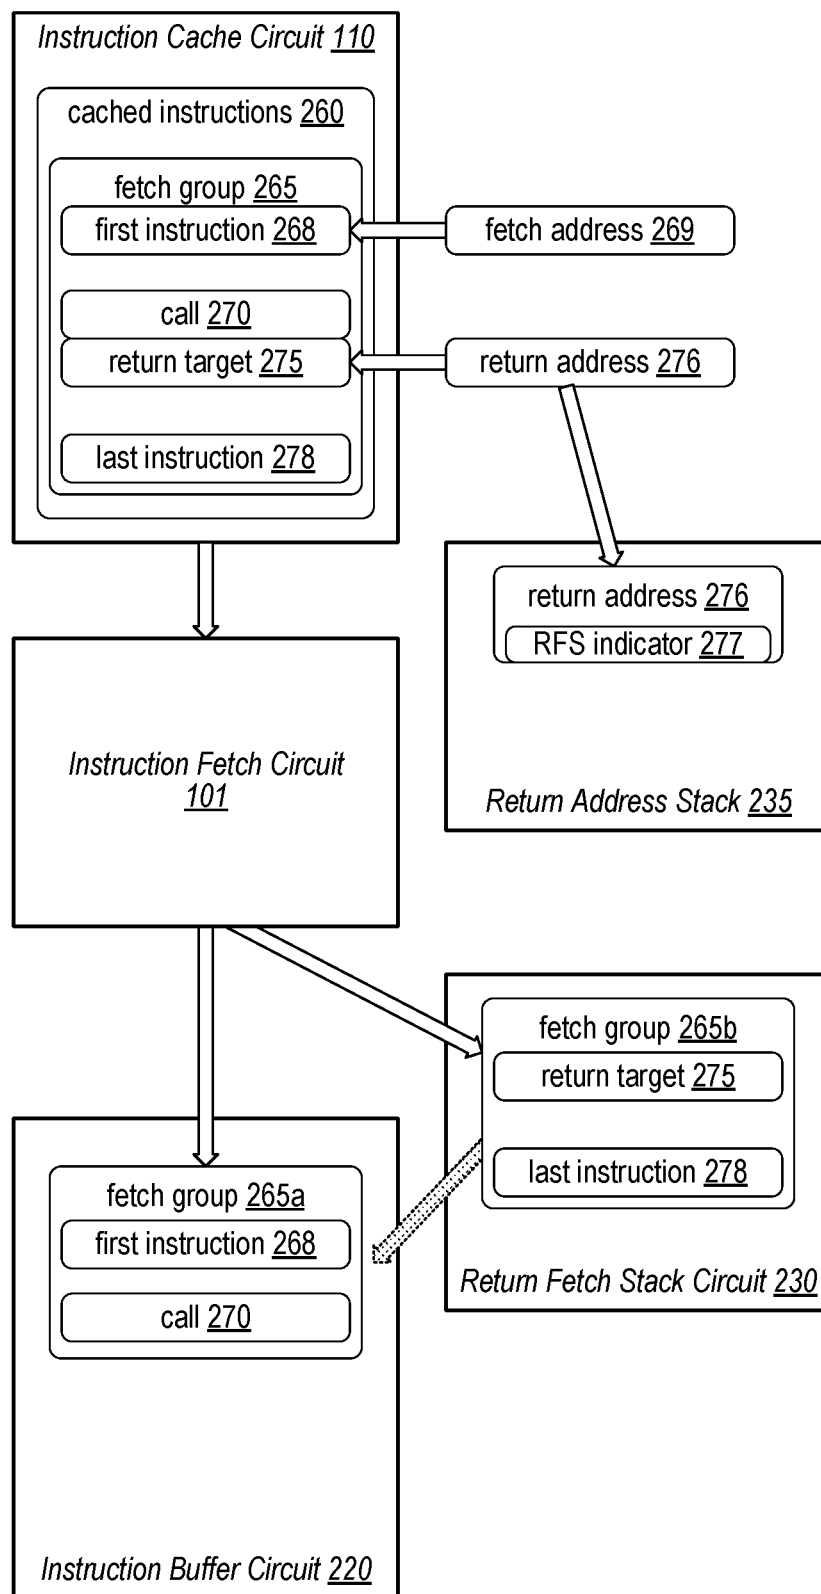 Instruction Cache Circuit 110
cached instructions 260
fetch group 265
first instruction 268
fetch address 269
call 270
return target 275
return address 276
last instruction 278
return address 276
RFS indicator 277
Instruction Fetch Circuit
101
Return Address Stack 235
fetch group 265b
return target 275
last instruction 278
Return Fetch Stack Circuit 230
fetch group 265a
first instruction 268
call 270
Instruction Buffer Circuit 220